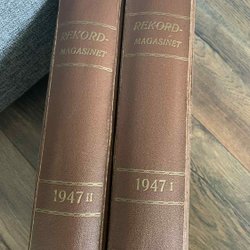 REKORD-
MAGASINET
1947 II
REKORD-
MAGASINET
1947 I